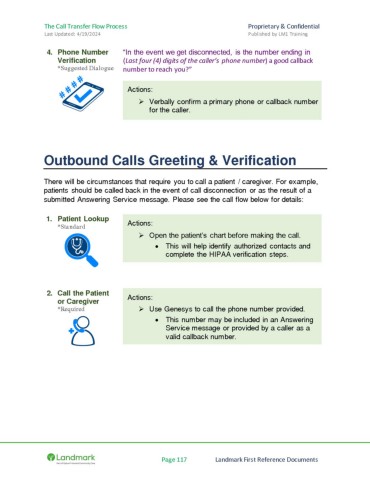 The Call Transfer Flow Process
Proprietary & Confidential
Last Updated: 4/19/2024
Published by LM1 Training
4. Phone Number
Verification
*Suggested Dialogue
"In the event we get disconnected, is the number ending in
(Last four (4) digits of the caller's phone number) a good callback
number to reach you?"
Actions:
➢ Verbally confirm a primary phone or callback number
for the caller.
Outbound Calls Greeting & Verification
There will be circumstances that require you to call a patient / caregiver. For example,
patients should be called back in the event of call disconnection or as the result of a
submitted Answering Service message. Please see the call flow below for details:
1. Patient Lookup
*Standard
Actions:
➢ Open the patient's chart before making the call.
• This will help identify authorized contacts and
complete the HIPAA verification steps.
2. Call the Patient
or Caregiver
*Required
Actions:
➢ Use Genesys to call the phone number provided.
• This number may be included in an Answering
Service message or provided by a caller as a
valid callback number.
Landmark
Page 117
Landmark First Reference Documents